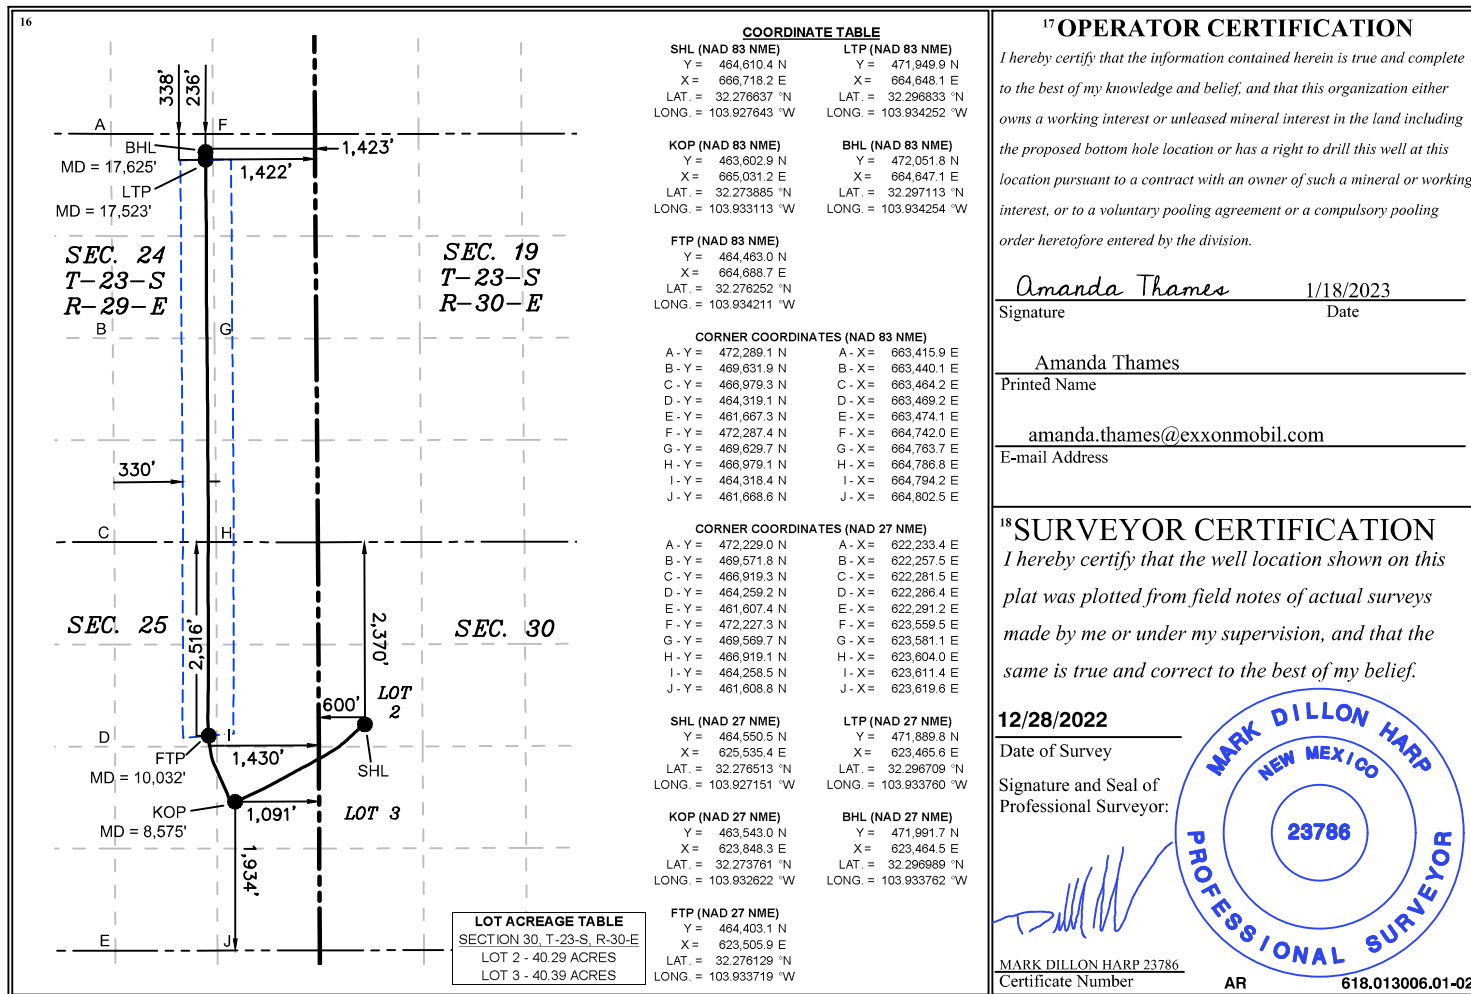 16
338'
236'
A
F
BHL
MD = 17,625'
1,423'
1,422'
LTP
MD = 17,523'
SEC. 24
T-23-S
R-29-E
SEC. 19
T-23-S
R-30-E
B
G
330'
C
H
SEC. 25
2,516'
2,370'
SEC. 30
LOT
2
600'
D
I
FTP
MD = 10,032'
1,430'
SHL
KOP
MD = 8,575'
1,091'
LOT 3
1,934'
E
J
LOT ACREAGE TABLE
SECTION 30, T-23-S, R-30-E
LOT 2 - 40.29 ACRES
LOT 3 - 40.39 ACRES
COORDINATE TABLE
SHL (NAD 83 NME)
Y = 464,610.4 N
X = 666,718.2 E
LAT. = 32.276637 °N
LONG. = 103.927643 °W
LTP (NAD 83 NME)
Y = 471,949.9 N
X = 664,648.1 E
LAT. = 32.296833 °N
LONG. = 103.934252 °W
KOP (NAD 83 NME)
Y = 463,602.9 N
X = 665,031.2 E
LAT. = 32.273885 °N
LONG. = 103.933113 °W
BHL (NAD 83 NME)
Y = 472,051.8 N
X = 664,647.1 E
LAT. = 32.297113 °N
LONG. = 103.934254 °W
FTP (NAD 83 NME)
Y = 464,463.0 N
X = 664,688.7 E
LAT. = 32.276252 °N
LONG. = 103.934211 °W
CORNER COORDINATES (NAD 83 NME)
A - Y = 472,289.1 N A - X = 663,415.9 E
B - Y = 469,631.9 N B - X = 663,440.1 E
C - Y = 466,979.3 N C - X = 663,464.2 E
D - Y = 464,319.1 N D - X = 663,469.2 E
E - Y = 461,667.3 N E - X = 663,474.1 E
F - Y = 472,287.4 N F - X = 664,742.0 E
G - Y = 469,629.7 N G - X = 664,763.7 E
H - Y = 466,979.1 N H - X = 664,786.8 E
I - Y = 464,318.4 N I - X = 664,794.2 E
J - Y = 461,668.6 N J - X = 664,802.5 E
CORNER COORDINATES (NAD 27 NME)
A - Y = 472,229.0 N A - X = 622,233.4 E
B - Y = 469,571.8 N B - X = 622,257.5 E
C - Y = 466,919.3 N C - X = 622,281.5 E
D - Y = 464,259.2 N D - X = 622,286.4 E
E - Y = 461,607.4 N E - X = 622,291.2 E
F - Y = 472,227.3 N F - X = 623,559.5 E
G - Y = 469,569.7 N G - X = 623,581.1 E
H - Y = 466,919.1 N H - X = 623,604.0 E
I - Y = 464,258.5 N I - X = 623,611.4 E
J - Y = 461,608.8 N J - X = 623,619.6 E
SHL (NAD 27 NME)
Y = 464,550.5 N
X = 625,535.4 E
LAT. = 32.276513 °N
LONG. = 103.927151 °W
LTP (NAD 27 NME)
Y = 471,889.8 N
X = 623,465.6 E
LAT. = 32.296709 °N
LONG. = 103.933760 °W
KOP (NAD 27 NME)
Y = 463,543.0 N
X = 623,848.3 E
LAT. = 32.273761 °N
LONG. = 103.932622 °W
BHL (NAD 27 NME)
Y = 471,991.7 N
X = 623,464.5 E
LAT. = 32.296989 °N
LONG. = 103.933762 °W
FTP (NAD 27 NME)
Y = 464,403.1 N
X = 623,505.9 E
LAT. = 32.276129 °N
LONG. = 103.933719 °W
17 OPERATOR CERTIFICATION
I hereby certify that the information contained herein is true and complete
to the best of my knowledge and belief, and that this organization either
owns a working interest or unleased mineral interest in the land including
the proposed bottom hole location or has a right to drill this well at this
location pursuant to a contract with an owner of such a mineral or working
interest, or to a voluntary pooling agreement or a compulsory pooling
order heretofore entered by the division.
Amanda Thames 1/18/2023
Signature Date
Amanda Thames
Printed Name
amanda.thames@exxonmobil.com
E-mail Address
18 SURVEYOR CERTIFICATION
I hereby certify that the well location shown on this
plat was plotted from field notes of actual surveys
made by me or under my supervision, and that the
same is true and correct to the best of my belief.
12/28/2022
Date of Survey
Signature and Seal of
Professional Surveyor:
MARK DILLON HARP
NEW MEXICO
23786
PROFESSIONAL SURVEYOR
MARK DILLON HARP 23786
Certificate Number
AR
618.013006.01-02